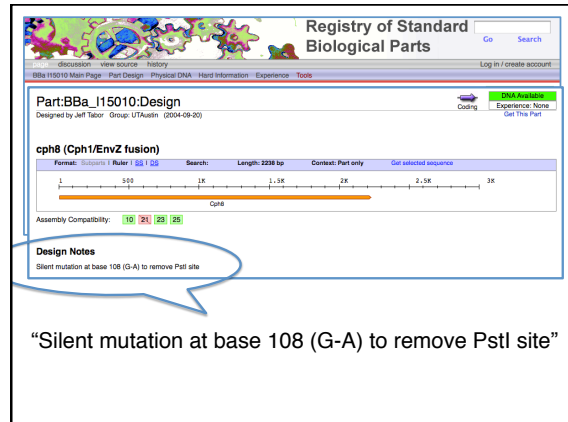 Registry of Standard
Biological Parts
Go Search
page discussion view source history
Log in / create account
BBa I15010 Main Page Part Design Physical DNA Hard Information Experience Tools
Part:BBa_I15010:Design
Designed by Jeff Tabor Group: UTAustin (2004-09-20)
Coding
DNA Available
Experience: None
Get This Part
cph8 (Cph1/EnvZ fusion)
Format: Subparts | Ruler | SS | DS Search: Length: 2238 bp Context: Part only Get selected sequence
1 500 1K 1.5K 2K 2.5K 3K
Cph8
Assembly Compatibility: 10 21 23 25
Design Notes
Silent mutation at base 108 (G-A) to remove PstI site
“Silent mutation at base 108 (G-A) to remove PstI site”